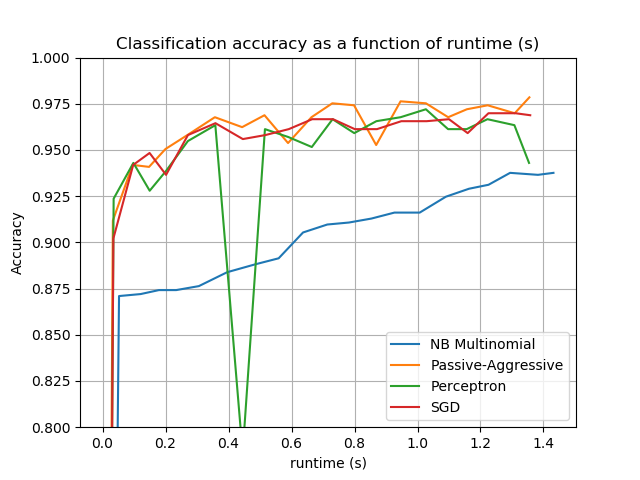 Classification accuracy as a function of runtime (s)
1.000
0.975
0.950
0.925
0.900
0.875
0.850
0.825
0.800
Accuracy
NB Multinomial
Passive-Aggressive
Perceptron
SGD
0.0 0.2 0.4 0.6 0.8 1.0 1.2 1.4
runtime (s)